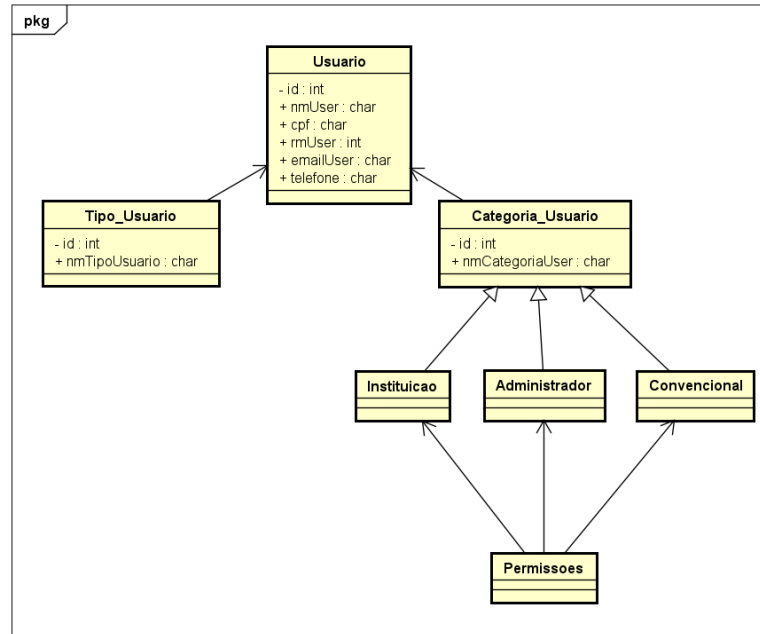 pkg
Usuario
- id : int
+ nmUser : char
+ cpf : char
+ rmUser : int
+ emailUser : char
+ telefone : char
Tipo_Usuario
- id : int
+ nmTipoUsuario : char
Categoria_Usuario
- id : int
+ nmCategoriaUser : char
Instituicao
Administrador
Convencional
Permissoes